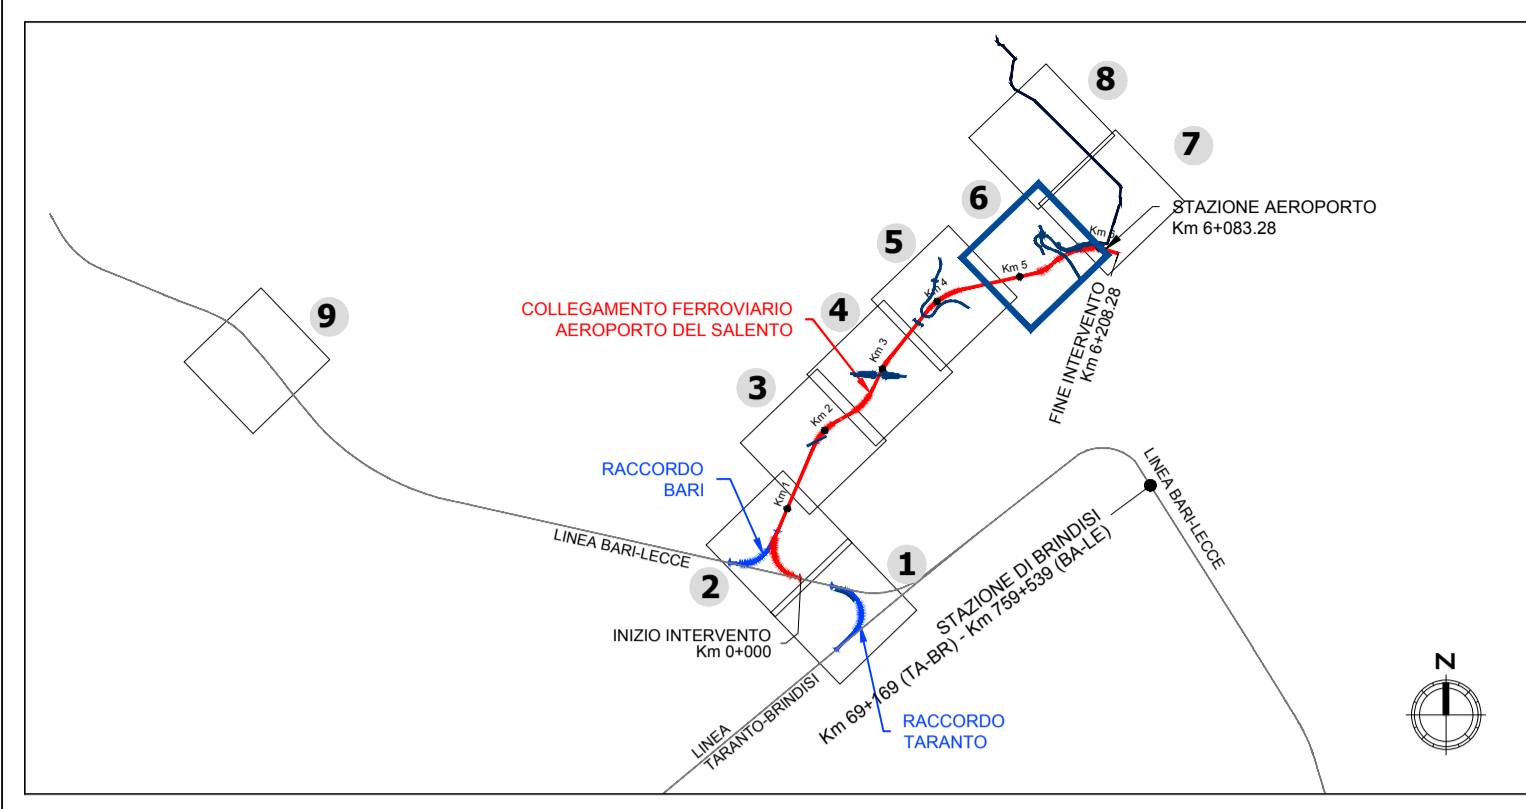 8
7
6
STAZIONE AEROPORTO
Km 6+083.28
Km 6
5
Km 5
Km 4
FINE INTERVENTO
Km 6+208.28
COLLEGAMENTO FERROVIARIO
AEROPORTO DEL SALENTO
4
9
Km 3
3
Km 2
RACCORDO
BARI
Km 1
LINEA BARI-LECCE
LINEA BARI-LECCE
1
2
STAZIONE DI BRINDISI
Km 69+169 (TA-BR) - Km 759+539 (BA-LE)
INIZIO INTERVENTO
Km 0+000
LINEA
TARANTO-BRINDISI
RACCORDO
TARANTO
N